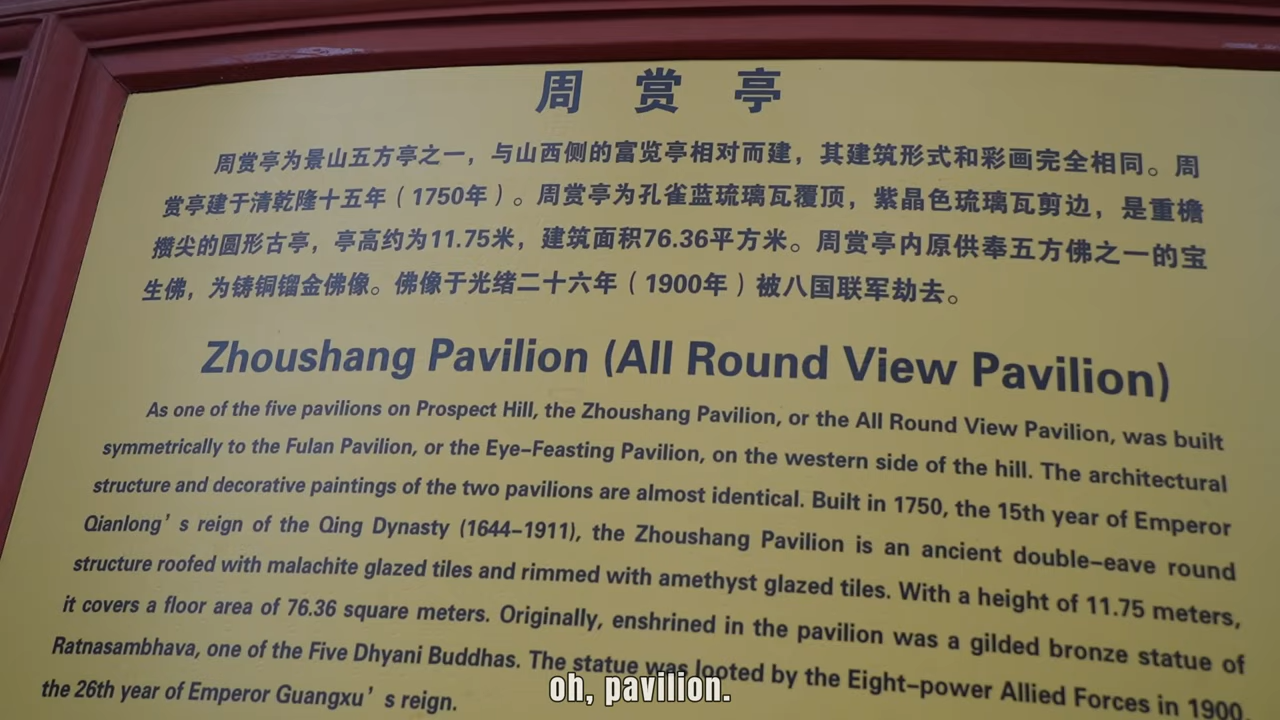 周赏亭
周赏亭为景山五方亭之一，与山西侧的富览亭相对而建，其建筑形式和彩画完全相同。周
赏亭建于清乾隆十五年（1750年）。周赏亭为孔雀蓝琉璃瓦覆顶，紫晶色琉璃瓦剪边，是重檐
攒尖的圆形古亭，亭高约为11.75米，建筑面积76.36平方米。周赏亭内原供奉五方佛之一的宝
生佛，为铸铜镏金佛像。佛像于光绪二十六年（1900年）被八国联军劫去。
Zhoushang Pavilion (All Round View Pavilion)
As one of the five pavilions on Prospect Hill, the Zhoushang Pavilion, or the All Round View Pavilion, was built
symmetrically to the Fulan Pavilion, or the Eye-Feasting Pavilion, on the western side of the hill. The architectural
structure and decorative paintings of the two pavilions are almost identical. Built in 1750, the 15th year of Emperor
Qianlong's reign of the Qing Dynasty (1644-1911), the Zhoushang Pavilion is an ancient double-eave round
structure roofed with malachite glazed tiles and rimmed with amethyst glazed tiles. With a height of 11.75 meters,
it covers a floor area of 76.36 square meters. Originally, enshrined in the pavilion was a gilded bronze statue of
Ratnasambhava, one of the Five Dhyani Buddhas. The statue was looted by the Eight-power Allied Forces in 1900,
the 26th year of Emperor Guangxu's reign.
oh, pavilion.